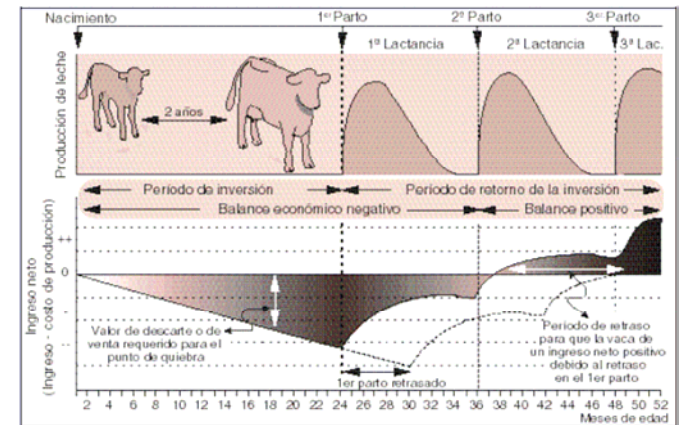 Nacimiento 1er Parto 2º Parto 3er Parto
1ª Lactancia 2ª Lactancia 3ª Lac.
Producción de leche
2 años
Período de inversión Período de retorno de la inversión
Balance económico negativo Balance positivo
Ingreso neto
(Ingreso - costo de producción)
++
0
-
--
Valor de descarte o de
venta requerido para el
punto de quiebra
Período de retraso
para que la vaca de
un ingreso neto positivo
debido al retraso
en el 1er parto
1er parto retrasado
2 4 6 8 10 12 14 16 18 20 22 24 26 28 30 32 34 36 38 40 42 44 46 48 50 52
Meses de edad